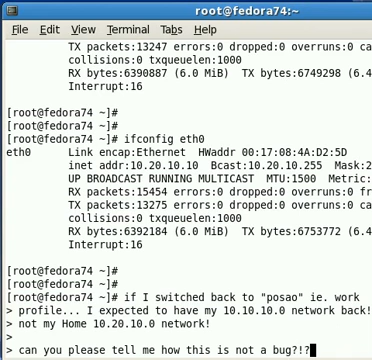 root@fedora74:~
File Edit View Terminal Tabs Help
TX packets:13247 errors:0 dropped:0 overruns:0 ca
collisions:0 txqueuelen:1000
RX bytes:6390887 (6.0 MiB) TX bytes:6749298 (6.4
Interrupt:16
[root@fedora74 ~]#
[root@fedora74 ~]#
[root@fedora74 ~]# ifconfig eth0
eth0 Link encap:Ethernet HWaddr 00:17:08:4A:D2:5D
inet addr:10.20.10.10 Bcast:10.20.10.255 Mask:2
UP BROADCAST RUNNING MULTICAST MTU:1500 Metric:
RX packets:15454 errors:0 dropped:0 overruns:0 fr
TX packets:13275 errors:0 dropped:0 overruns:0 ca
collisions:0 txqueuelen:1000
RX bytes:6392184 (6.0 MiB) TX bytes:6753772 (6.4
Interrupt:16
[root@fedora74 ~]#
[root@fedora74 ~]#
[root@fedora74 ~]# if I switched back to "posao" ie. work
> profile... I expected to have my 10.10.10.0 network back!
> not my Home 10.20.10.0 network!
>
> can you please tell me how this is not a bug?!?